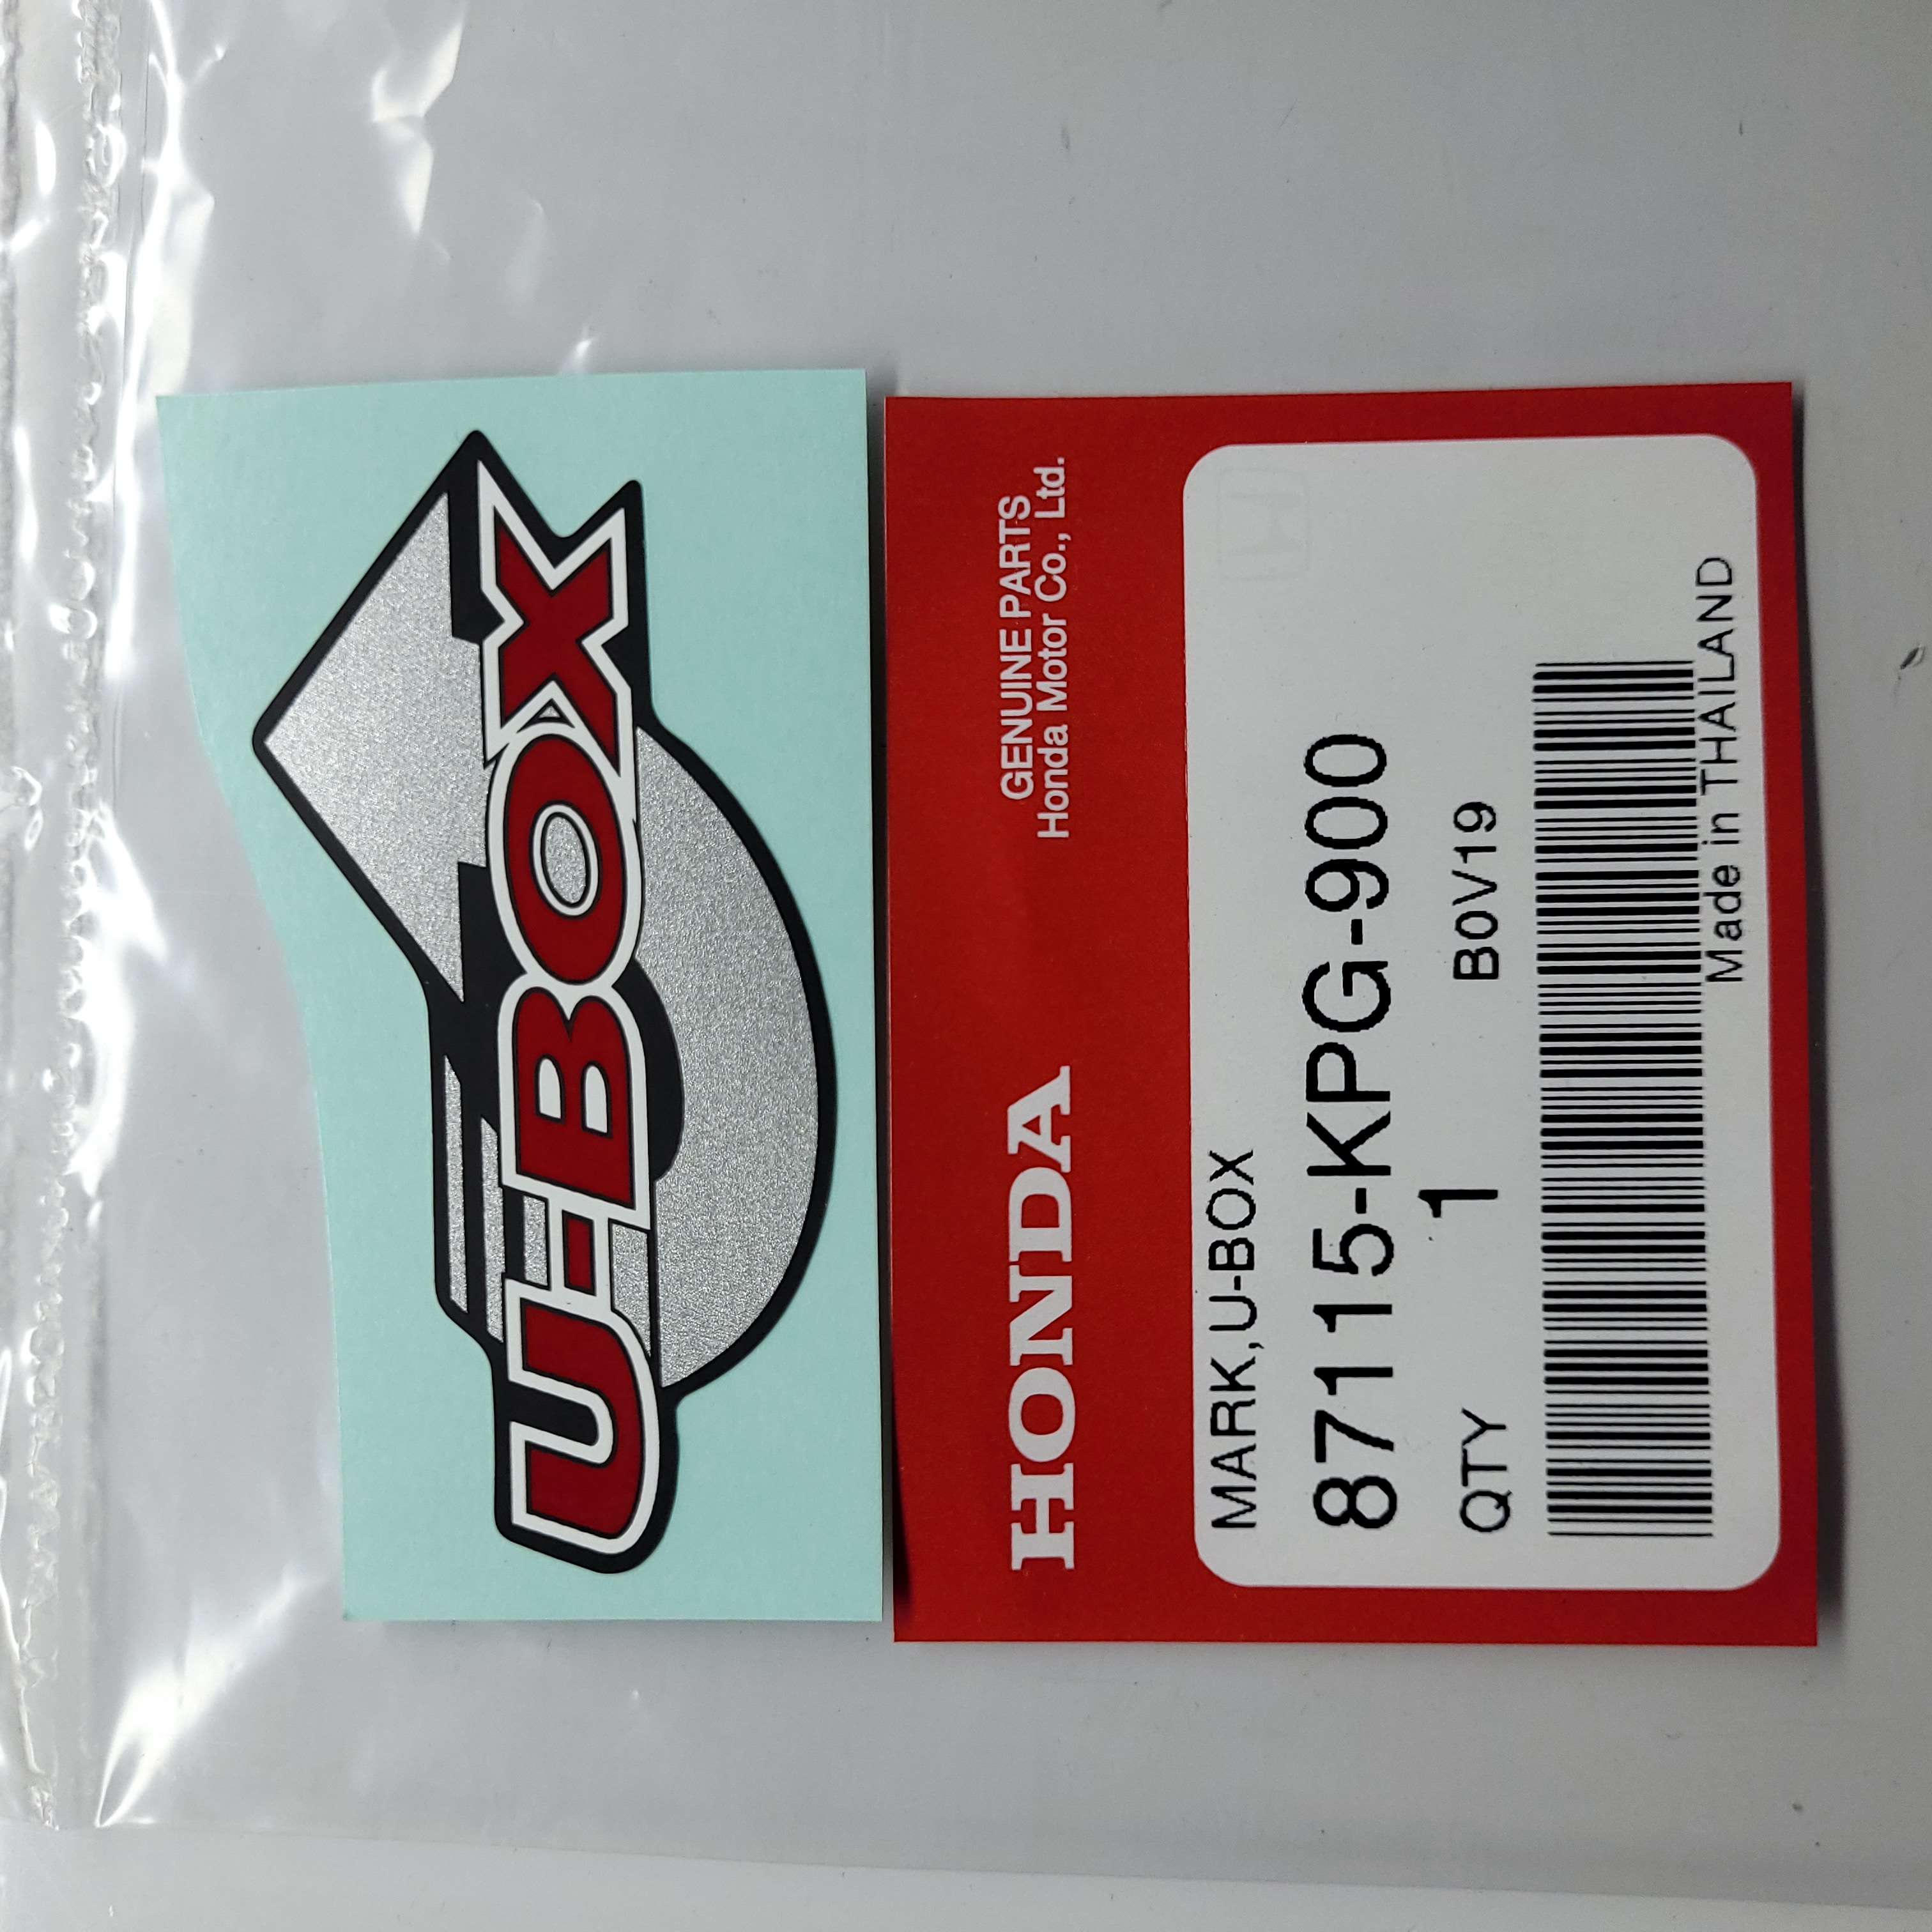 U-BOX
HONDA
GENUINE PARTS
Honda Motor Co., Ltd.
MARK,U-BOX
87115-KPG-900
QTY 1 B0V19
Made in THAILAND